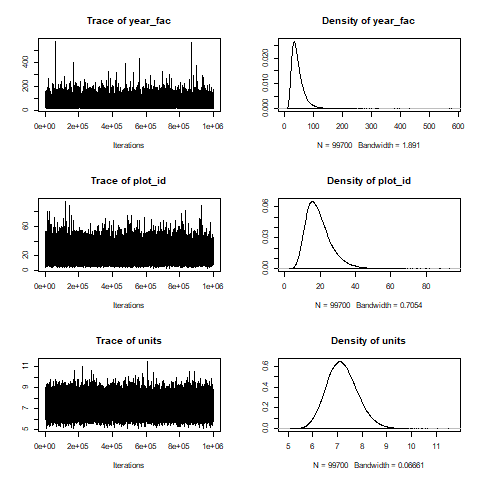 Trace of year_fac
0 200 400
0e+00 2e+05 4e+05 6e+05 8e+05 1e+06
Iterations
Density of year_fac
0.000 0.010 0.020
0 100 200 300 400 500 600
N = 99700 Bandwidth = 1.891
Trace of plot_id
0 20 60
0e+00 2e+05 4e+05 6e+05 8e+05 1e+06
Iterations
Density of plot_id
0.00 0.03 0.06
0 20 40 60 80
N = 99700 Bandwidth = 0.7054
Trace of units
5 7 9 11
0e+00 2e+05 4e+05 6e+05 8e+05 1e+06
Iterations
Density of units
0.0 0.2 0.4 0.6
5 6 7 8 9 10 11
N = 99700 Bandwidth = 0.06661